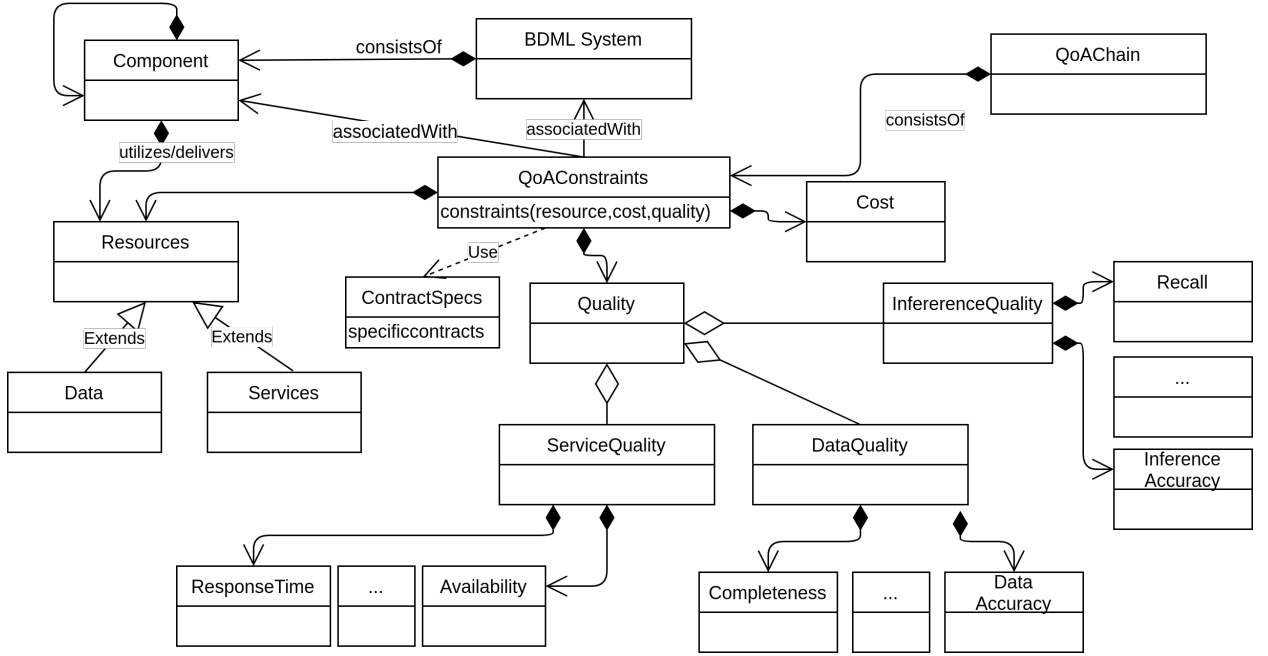 BDML System
QoAChain
consistsOf
Component
consistsOf
associatedWith
associatedWith
utilizes/delivers
QoAConstraints
Cost
constraints(resource,cost,quality)
Resources
Use
ContractSpecs
Quality
InfererenceQuality
Recall
specificcontracts
Extends
Extends
Data
Services
...
ServiceQuality
DataQuality
Inference
Accuracy
ResponseTime
...
Availability
Completeness
...
Data
Accuracy